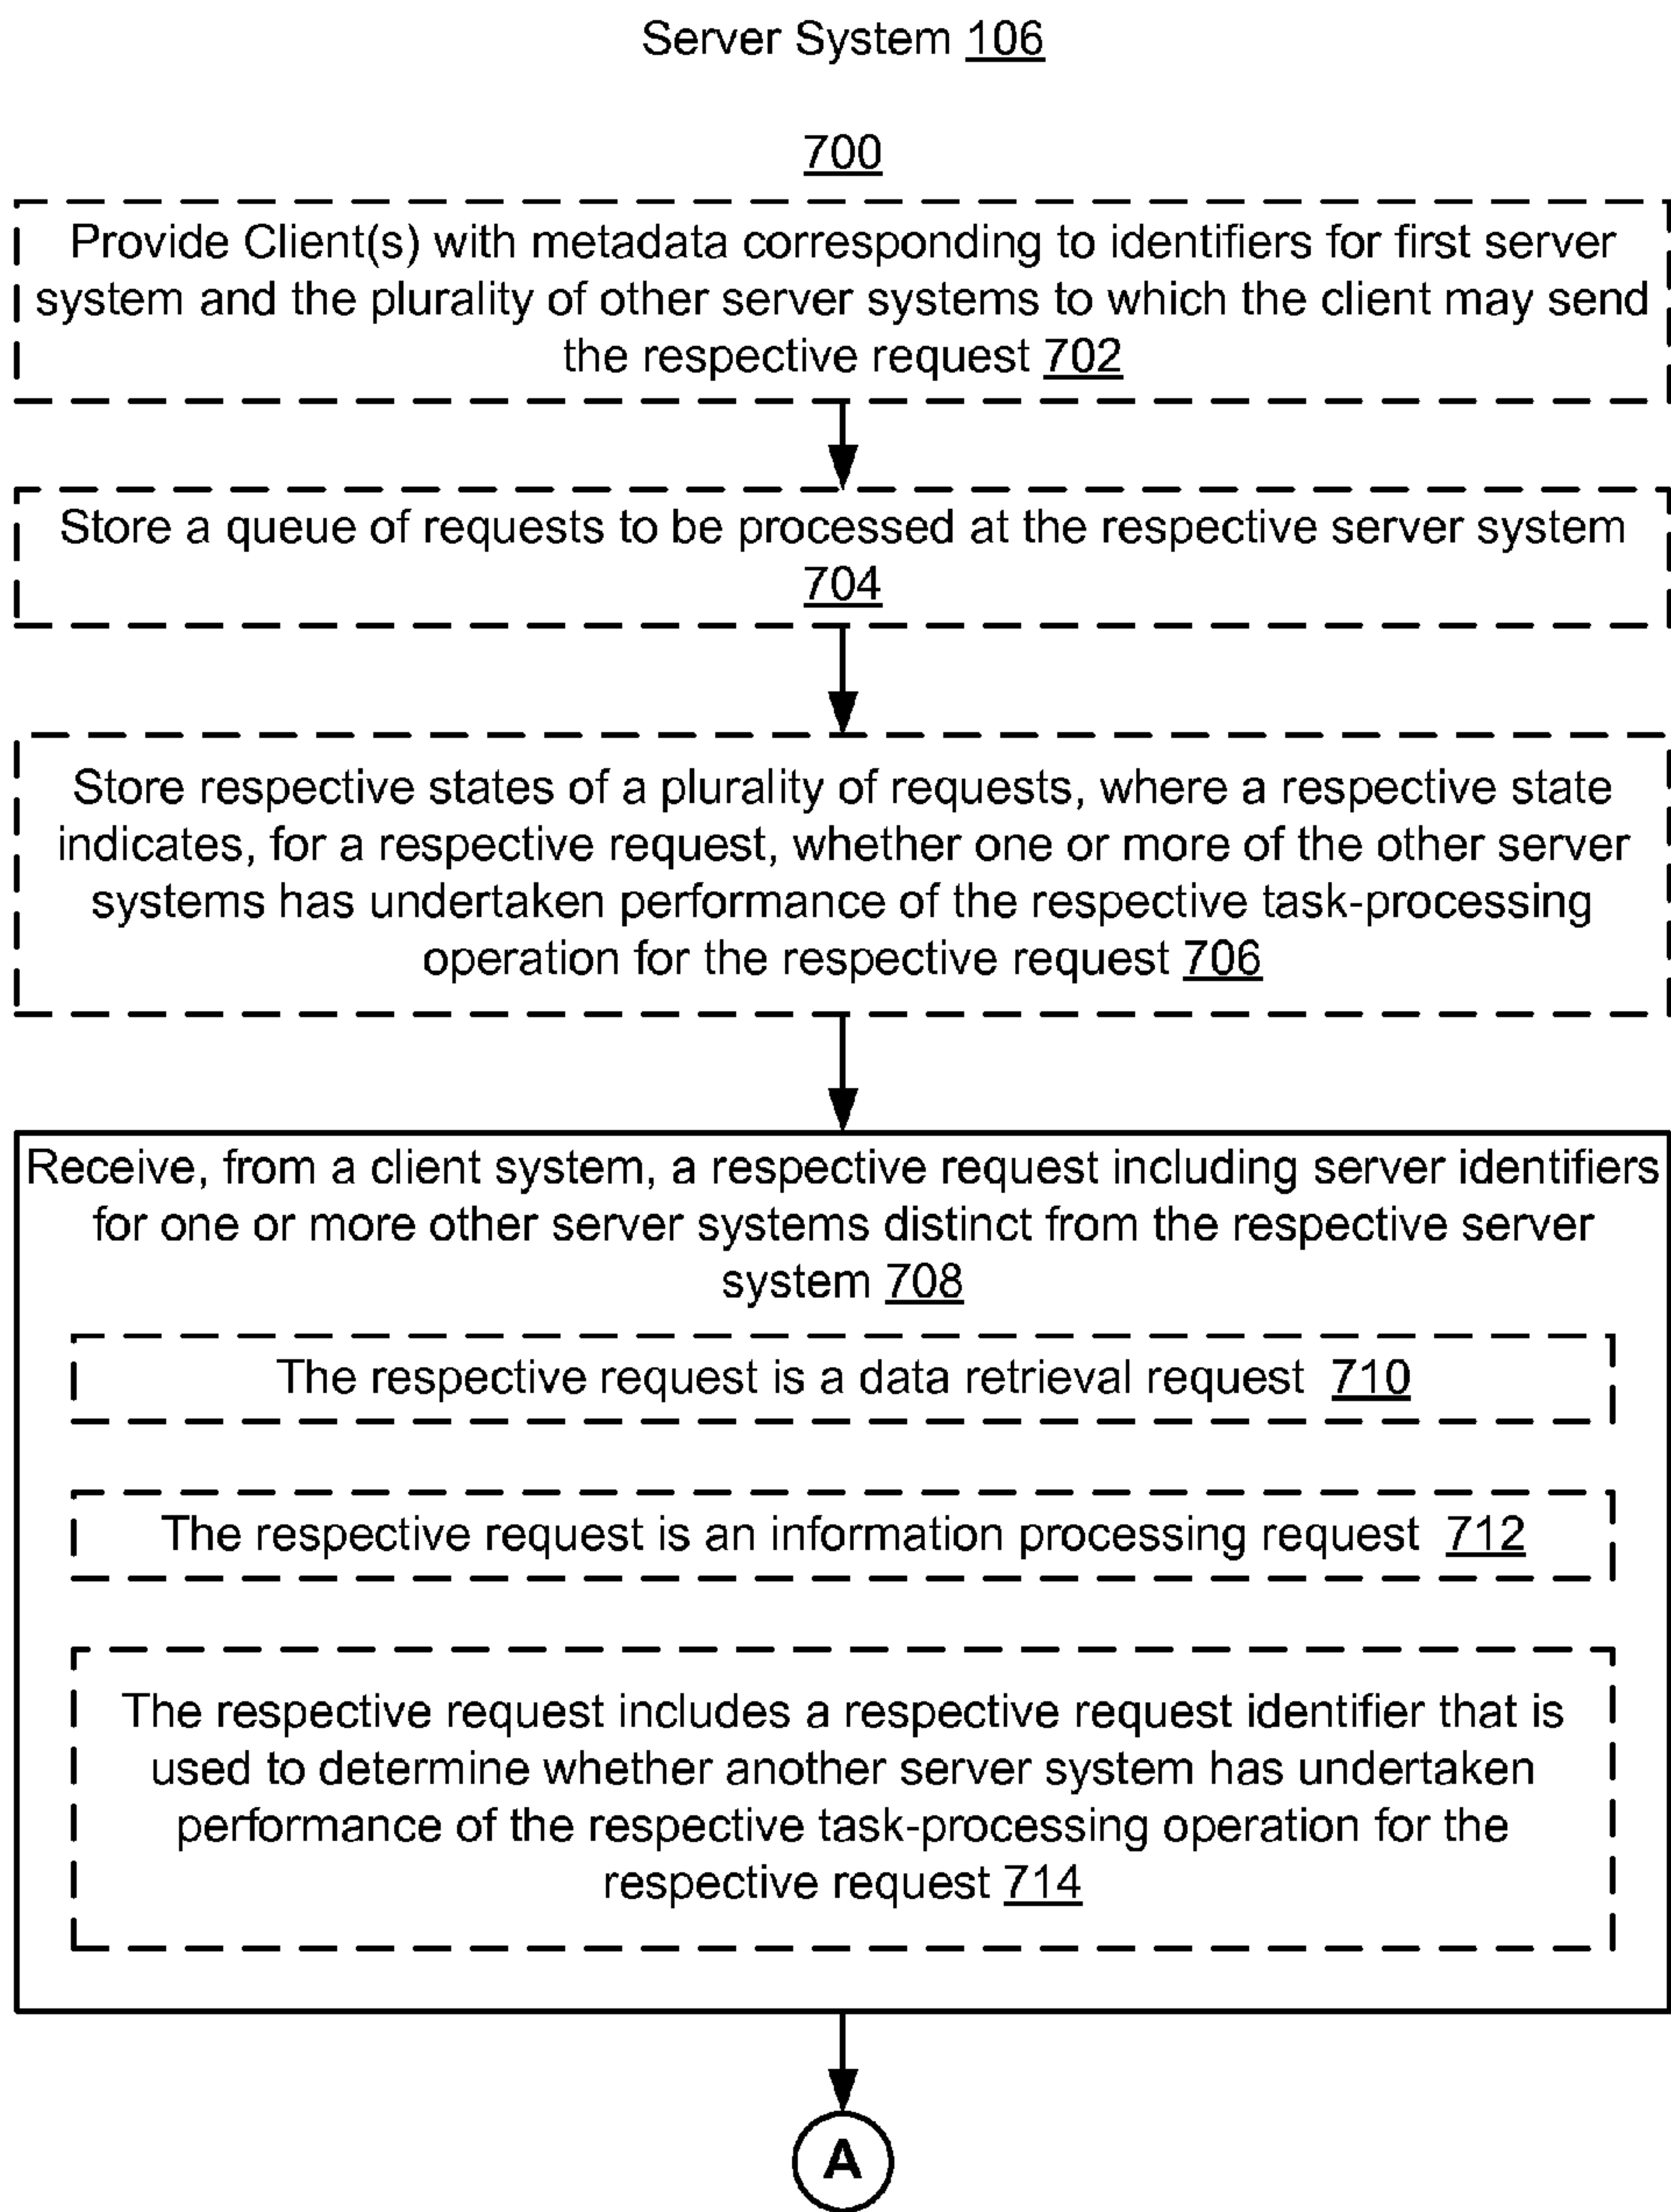 Server System 106
700
Provide Client(s) with metadata corresponding to identifiers for first server
system and the plurality of other server systems to which the client may send
the respective request 702
Store a queue of requests to be processed at the respective server system
704
Store respective states of a plurality of requests, where a respective state
indicates, for a respective request, whether one or more of the other server
systems has undertaken performance of the respective task-processing
operation for the respective request 706
Receive, from a client system, a respective request including server identifiers
for one or more other server systems distinct from the respective server
system 708
The respective request is a data retrieval request 710
The respective request is an information processing request 712
The respective request includes a respective request identifier that is
used to determine whether another server system has undertaken
performance of the respective task-processing operation for the
respective request 714
A